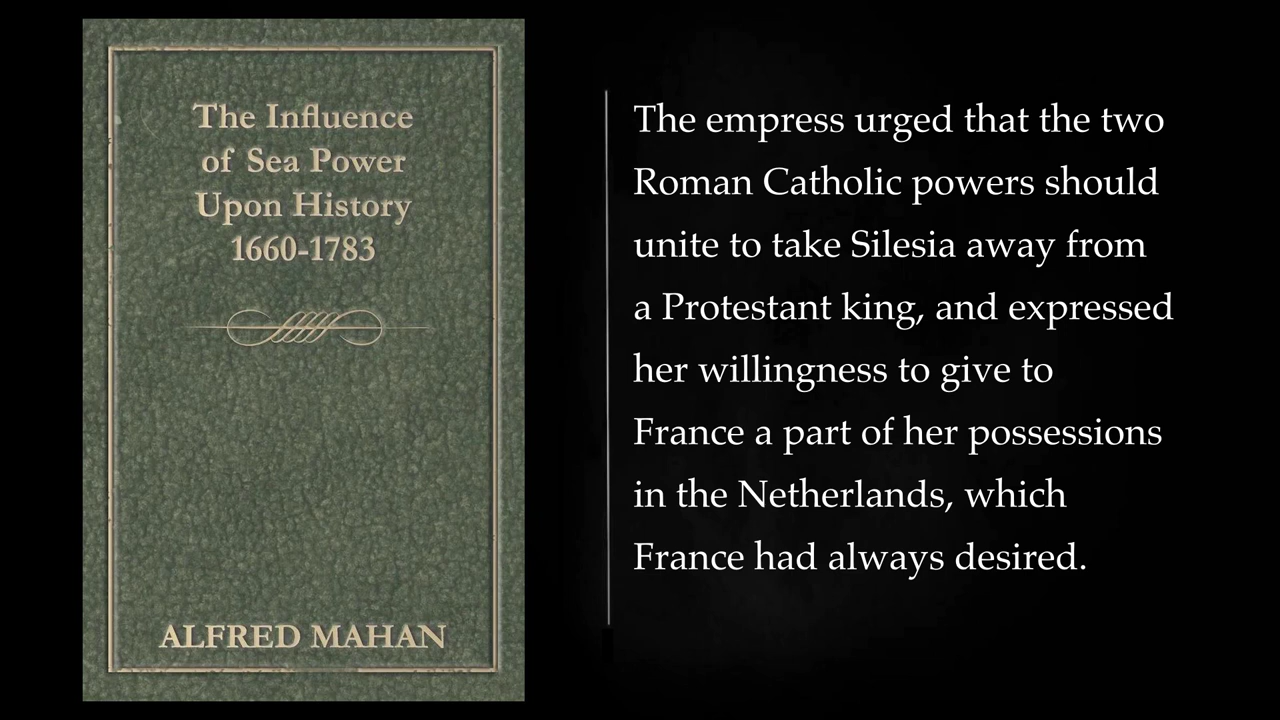 The Influence
of Sea Power
Upon History
1660-1783
ALFRED MAHAN
The empress urged that the two
Roman Catholic powers should
unite to take Silesia away from
a Protestant king, and expressed
her willingness to give to
France a part of her possessions
in the Netherlands, which
France had always desired.